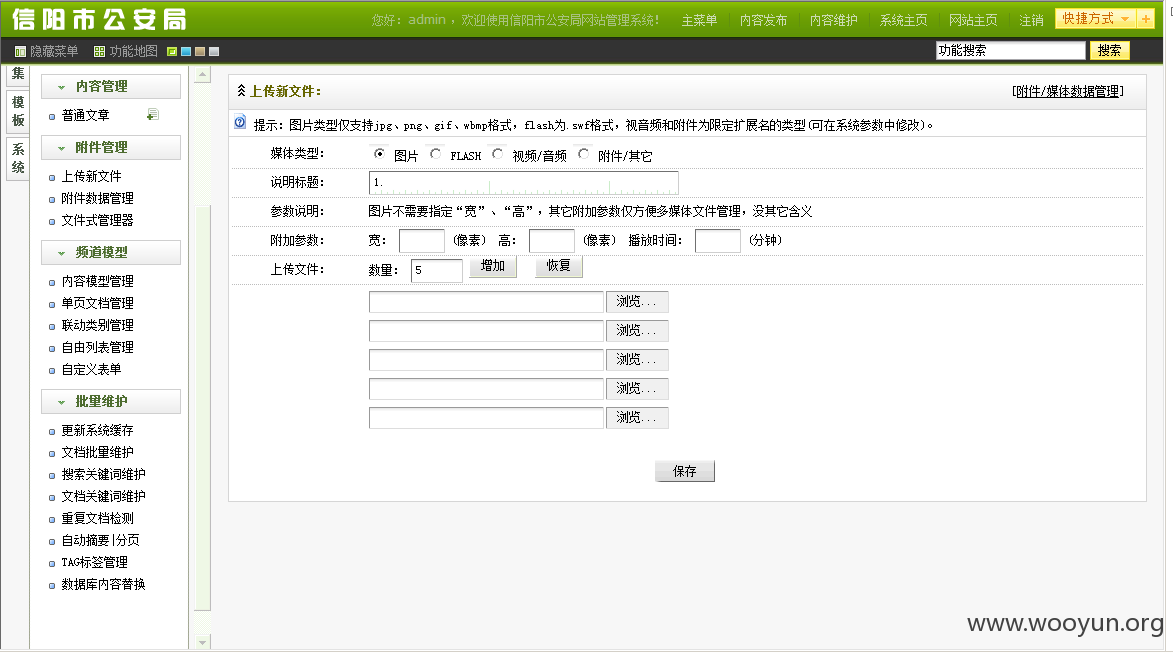 信阳市公安局
您好：admin ，欢迎使用信阳市公安局网站管理系统！ 主菜单 内容发布 内容维护 系统主页 网站主页 注销 快捷方式 +
隐藏菜单 功能地图 功能搜索 搜索
集
模板
系统
内容管理
普通文章
附件管理
上传新文件
附件数据管理
文件式管理器
频道模型
内容模型管理
单页文档管理
联动类别管理
自由列表管理
自定义表单
批量维护
更新系统缓存
文档批量维护
搜索关键词维护
文档关键词维护
重复文档检测
自动摘要|分页
TAG标签管理
数据库内容替换
上传新文件： [附件/媒体数据管理]
提示：图片类型仅支持jpg、png、gif、wbmp格式，flash为.swf格式，视音频和附件为限定扩展名的类型(可在系统参数中修改)。
媒体类型： 图片 FLASH 视频/音频 附件/其它
说明标题： 1.
参数说明： 图片不需要指定“宽”、“高”，其它附加参数仅方便多媒体文件管理，没其它含义
附加参数： 宽： (像素) 高： (像素) 播放时间： (分钟)
上传文件： 数量： 5 增加 恢复
浏览...
浏览...
浏览...
浏览...
浏览...
保存
www.wooyun.org